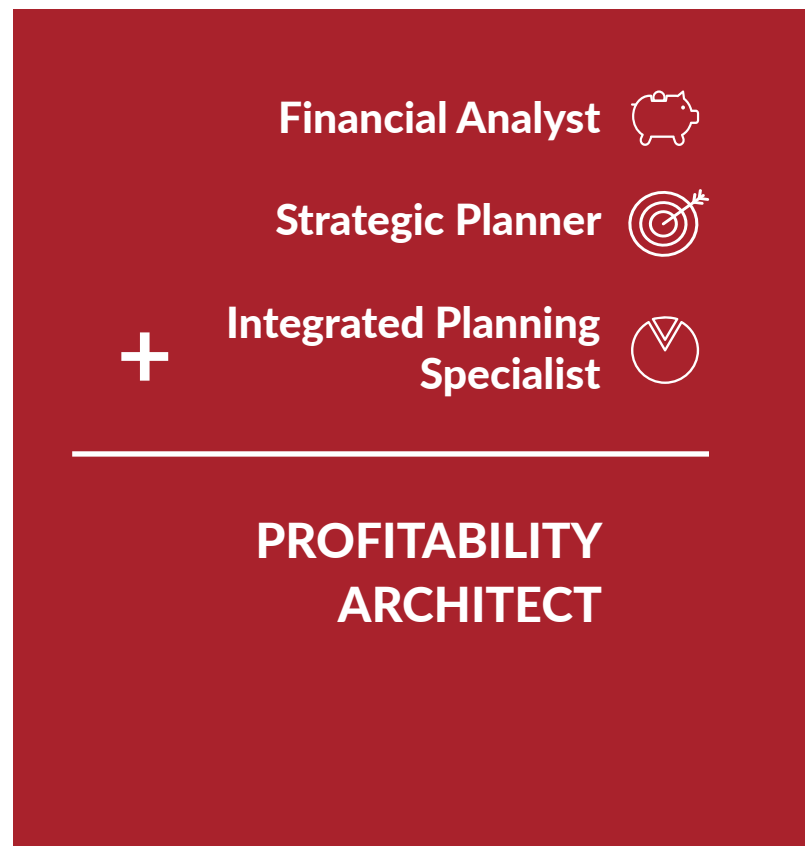 Financial Analyst
Strategic Planner
+ Integrated Planning
Specialist
PROFITABILITY
ARCHITECT